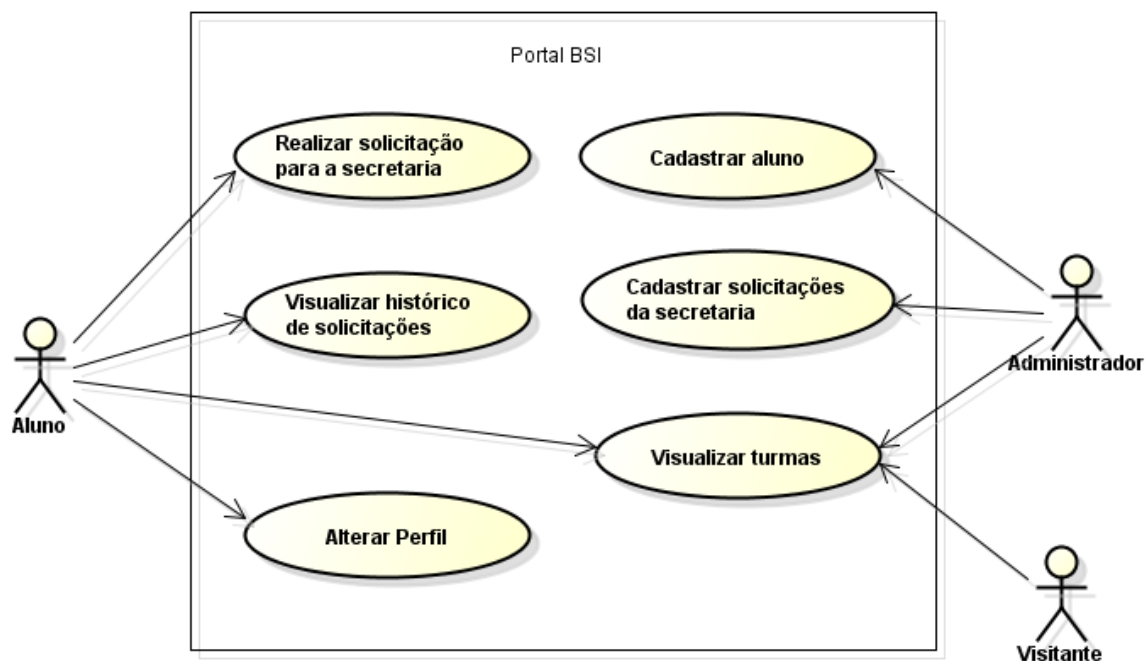 Portal BSI
Realizar solicitação
para a secretaria
Cadastrar aluno
Visualizar histórico
de solicitações
Cadastrar solicitações
da secretaria
Aluno
Administrador
Visualizar turmas
Alterar Perfil
Visitante